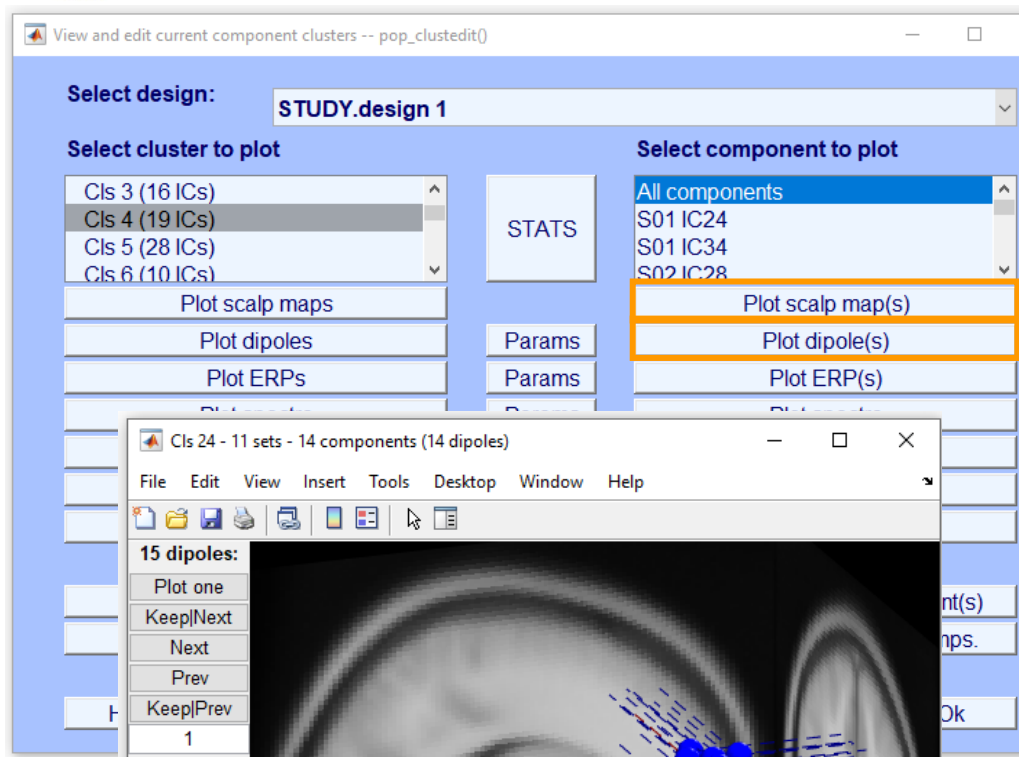 View and edit current component clusters -- pop_clustedit()
Select design:
STUDY.design 1
Select cluster to plot
Select component to plot
Cls 3 (16 ICs)
Cls 4 (19 ICs)
Cls 5 (28 ICs)
Cls 6 (10 ICs)
STATS
All components
S01 IC24
S01 IC34
S02 IC28
Plot scalp maps
Plot scalp map(s)
Plot dipoles
Params
Plot dipole(s)
Plot ERPs
Params
Plot ERP(s)
Cls 24 - 11 sets - 14 components (14 dipoles)
File Edit View Insert Tools Desktop Window Help
15 dipoles:
Plot one
Keep|Next
Next
Prev
Keep|Prev
1
nt(s)
mps.
H
Ok